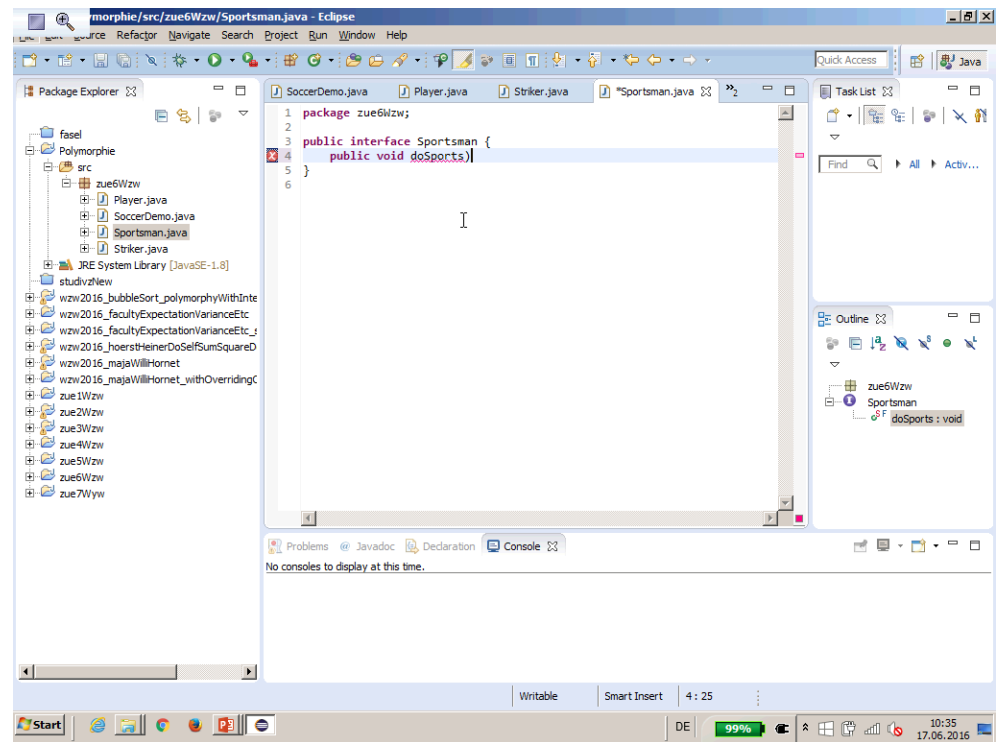 ymorphie/src/zue6Wzw/Sportsman.java - Eclipse
Refactor Navigate Search Project Run Window Help
Quick Access
Java
Package Explorer
fasel
Polymorphie
src
zue6Wzw
Player.java
SoccerDemo.java
Sportsman.java
Striker.java
JRE System Library [JavaSE-1.8]
studivzNew
wzw2016_bubbleSort_polymorphyWithInte
wzw2016_facultyExpectationVarianceEtc
wzw2016_facultyExpectationVarianceEtc_s
wzw2016_hoerstHeinerDoSelfSumSquareD
wzw2016_majaWilliHornet
wzw2016_majaWilliHornet_withOverridingC
zue1Wzw
zue2Wzw
zue3Wzw
zue4Wzw
zue5Wzw
zue6Wzw
zue7Wyw
SoccerDemo.java Player.java Striker.java *Sportsman.java »2
1 package zue6Wzw;
2
3 public interface Sportsman {
4 public void doSports)
5 }
6
Task List
Find All Activ...
Outline
zue6Wzw
Sportsman
doSports : void
Problems @ Javadoc Declaration Console
No consoles to display at this time.
Writable Smart Insert 4 : 25
Start
DE 99% 10:35
17.06.2016